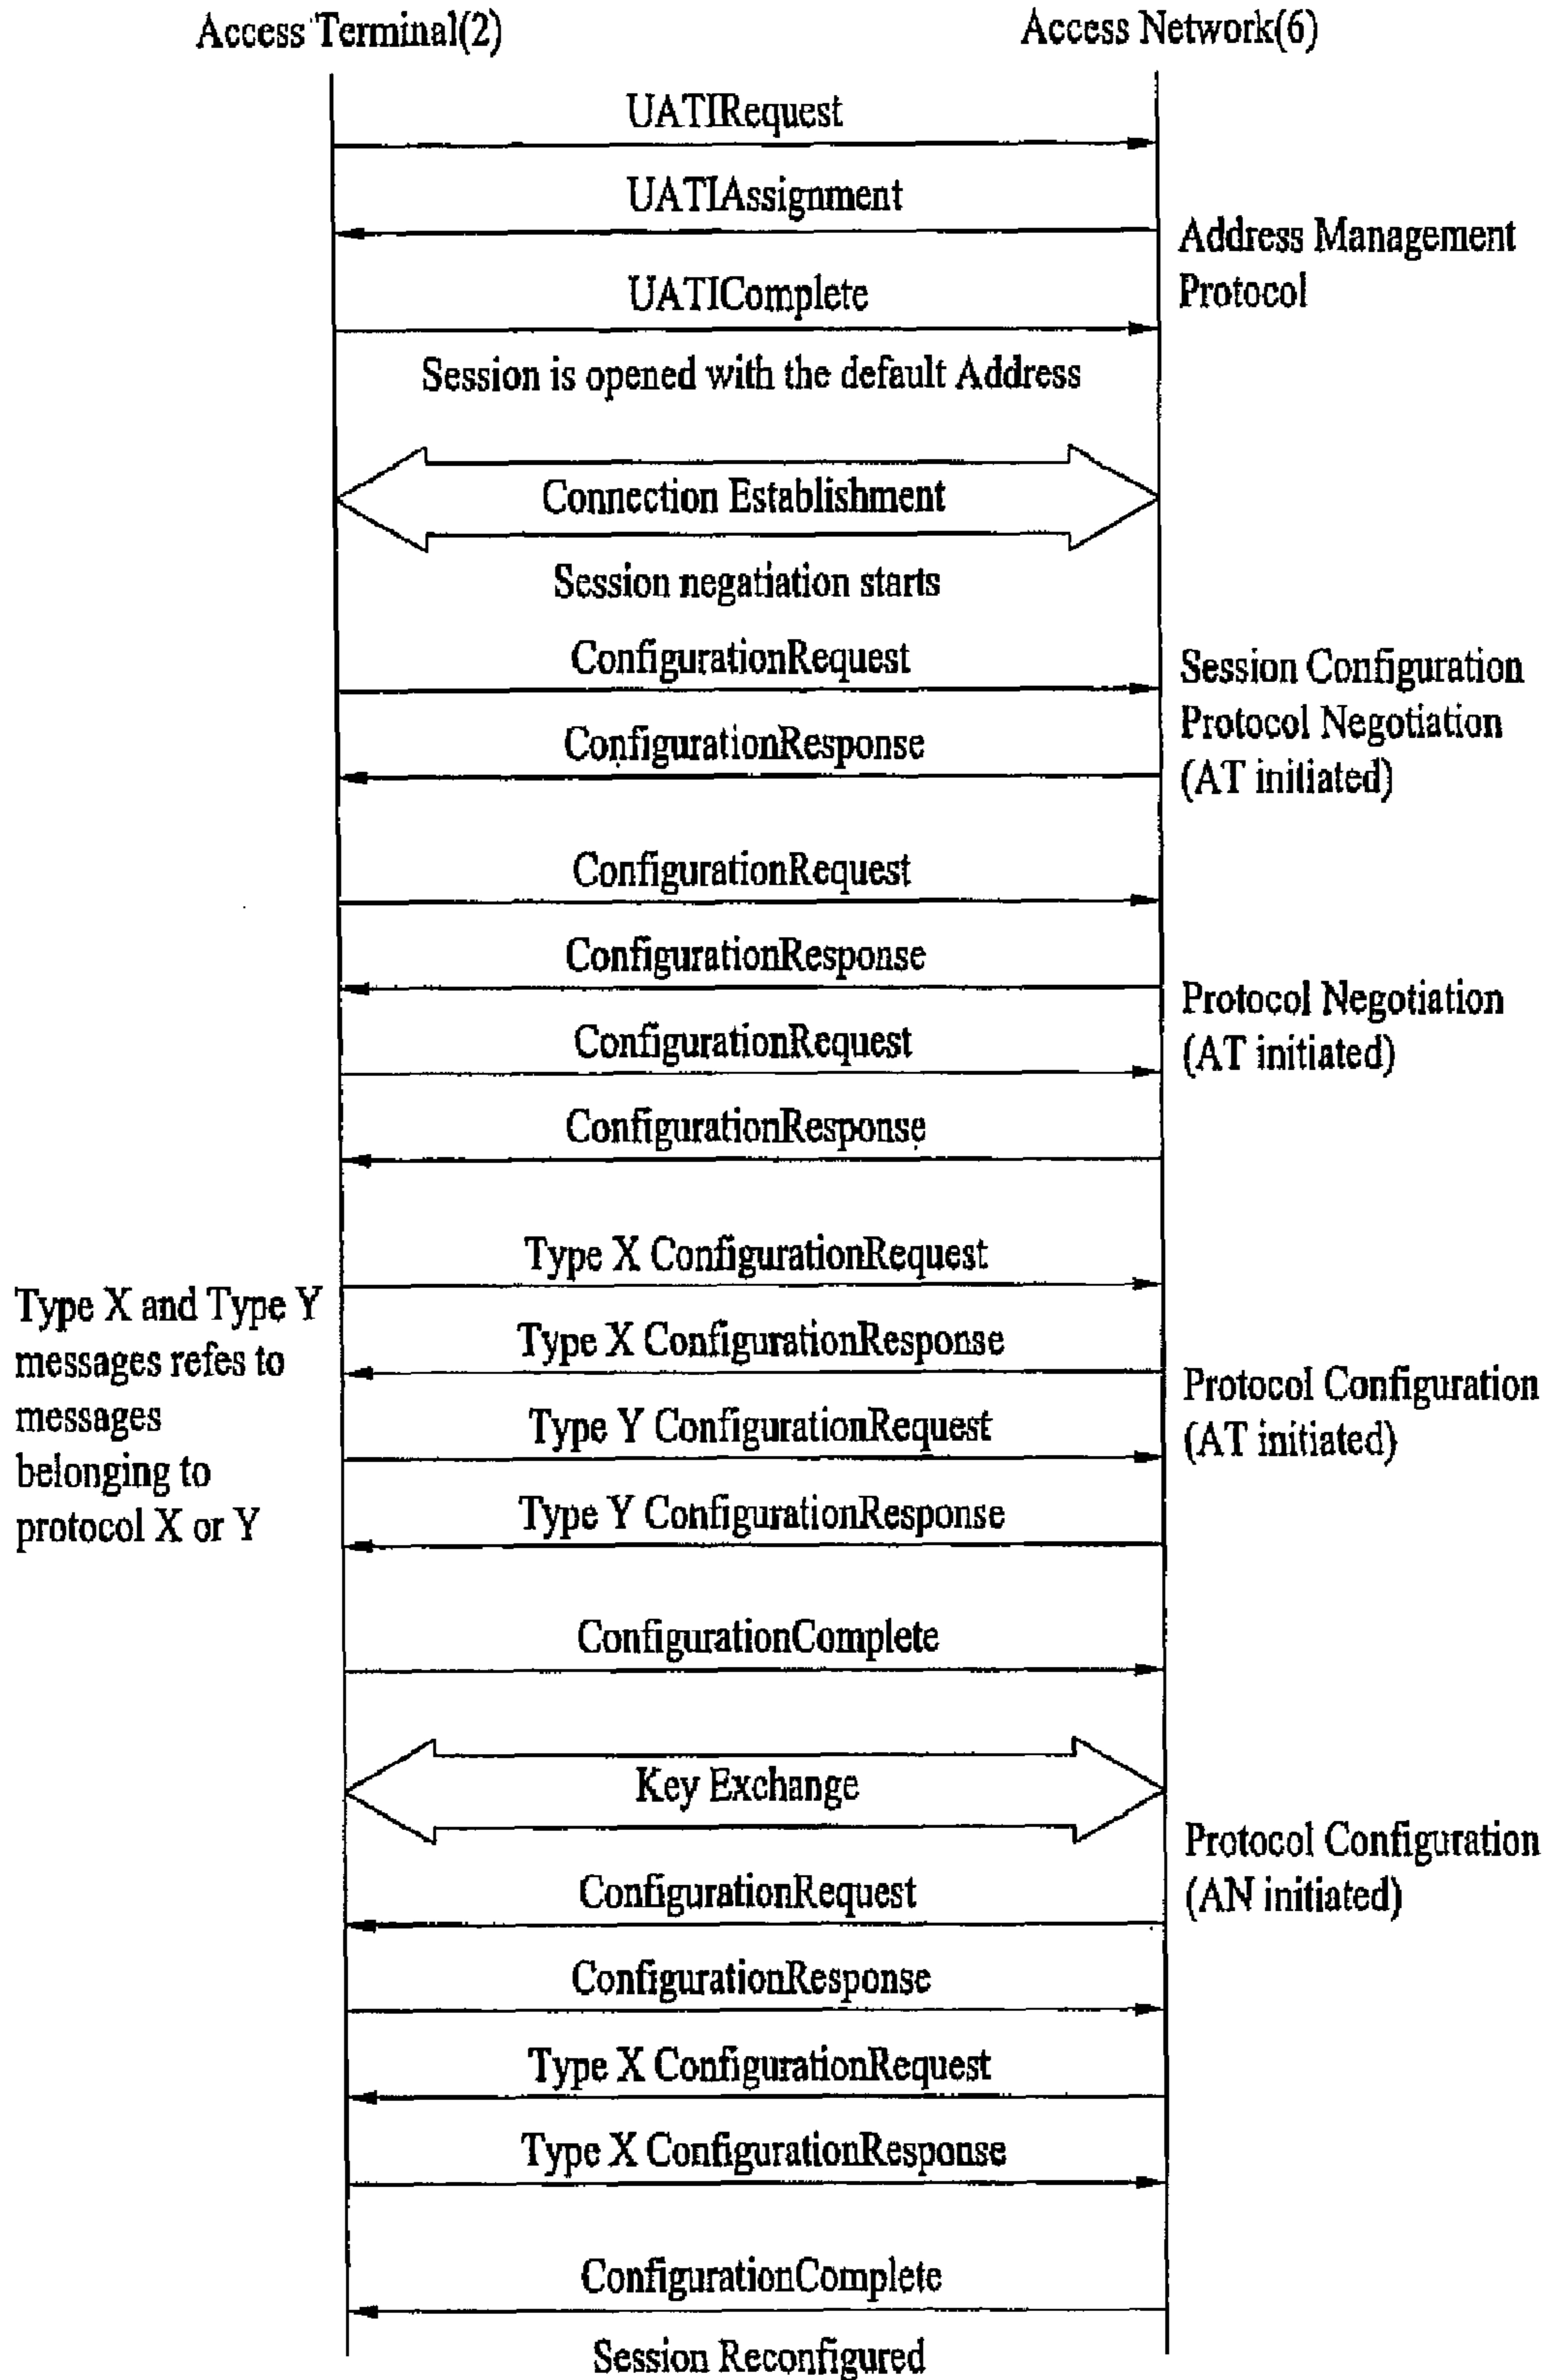 Access Terminal(2)
Access Network(6)
UATIRequest
UATIAssignment
Address Management
Protocol
UATIComplete
Session is opened with the default Address
Connection Establishment
Session negatiation starts
ConfigurationRequest
Session Configuration
Protocol Negotiation
(AT initiated)
ConfigurationResponse
ConfigurationRequest
ConfigurationResponse
Protocol Negotiation
(AT initiated)
ConfigurationRequest
ConfigurationResponse
Type X ConfigurationRequest
Type X and Type Y
messages refes to
messages
belonging to
protocol X or Y
Type X ConfigurationResponse
Protocol Configuration
(AT initiated)
Type Y ConfigurationRequest
Type Y ConfigurationResponse
ConfigurationComplete
Key Exchange
Protocol Configuration
(AN initiated)
ConfigurationRequest
ConfigurationResponse
Type X ConfigurationRequest
Type X ConfigurationResponse
ConfigurationComplete
Session Reconfigured